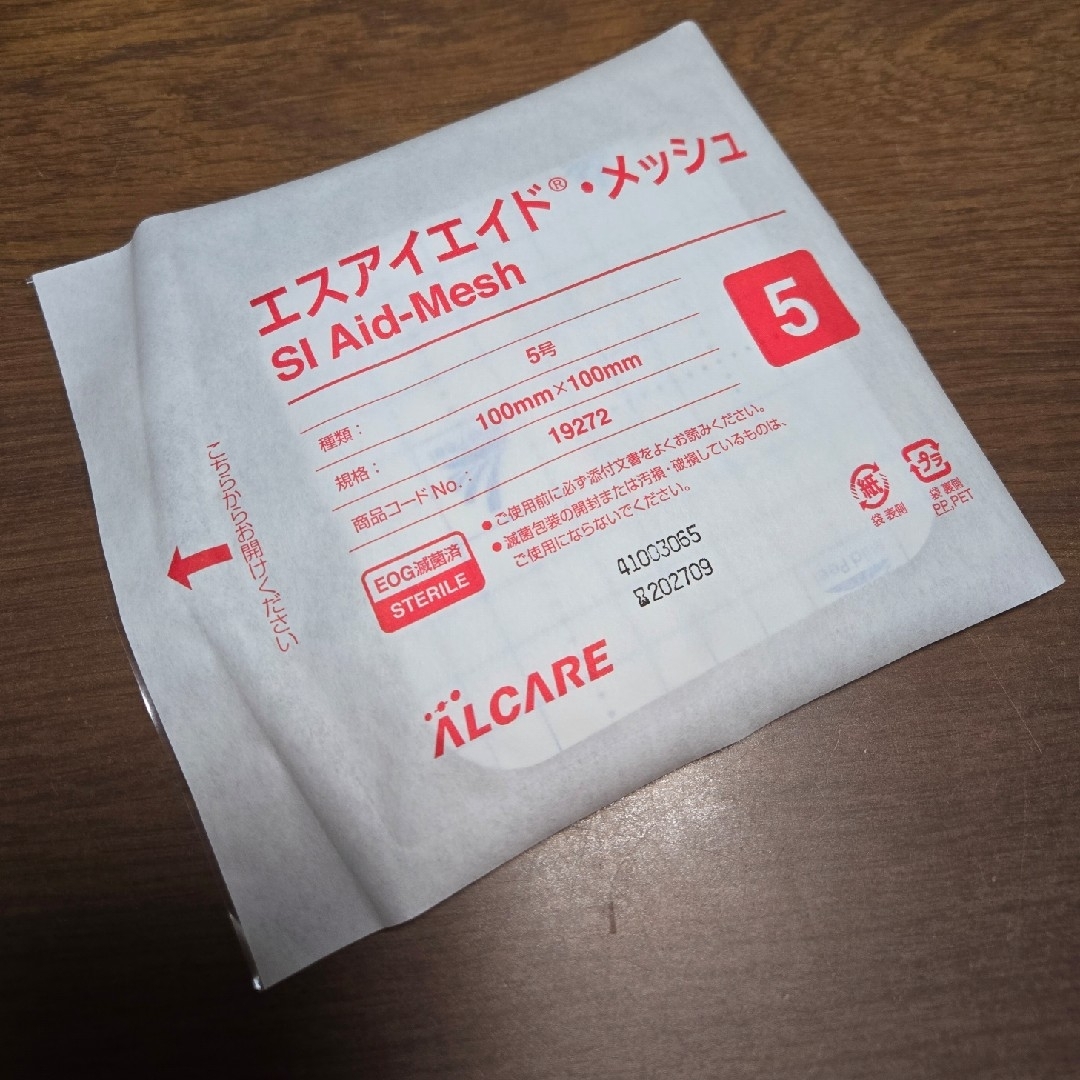 エスアイエイド®・メッシュ
SI Aid-Mesh
5
種類： 5号
規格： 100mm×100mm
商品コードNo.： 19272
●ご使用前に必ず添付文書をよくお読みください。
●滅菌包装の開封または汚損・破損しているものは、
ご使用にならないでください。
EOG滅菌済
STERILE
41003065
⌛202709
ALCARE
こちらからお開けください
紙
袋 表側
プラ
袋 裏側
PP,PET